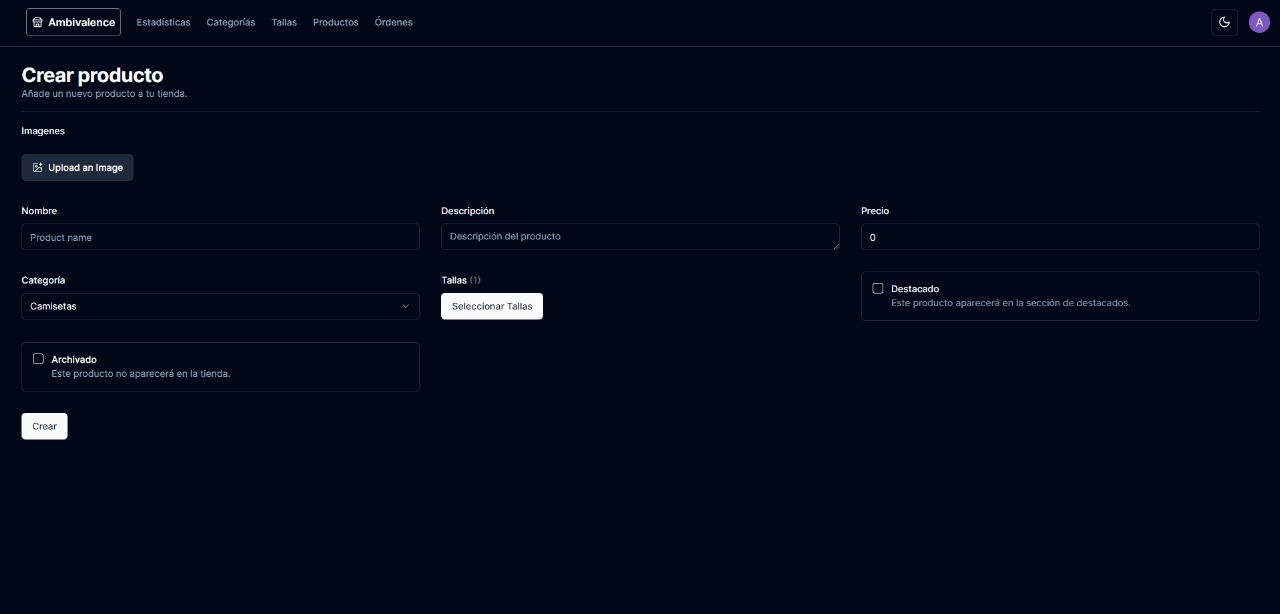 Ambivalence Estadísticas Categorías Tallas Productos Órdenes A
Crear producto
Añade un nuevo producto a tu tienda.
Imagenes
Upload an Image
Nombre Descripción Precio
Product name Descripción del producto 0
Categoría Tallas (1)
Camisetas Seleccionar Tallas
Destacado
Este producto aparecerá en la sección de destacados.
Archivado
Este producto no aparecerá en la tienda.
Crear